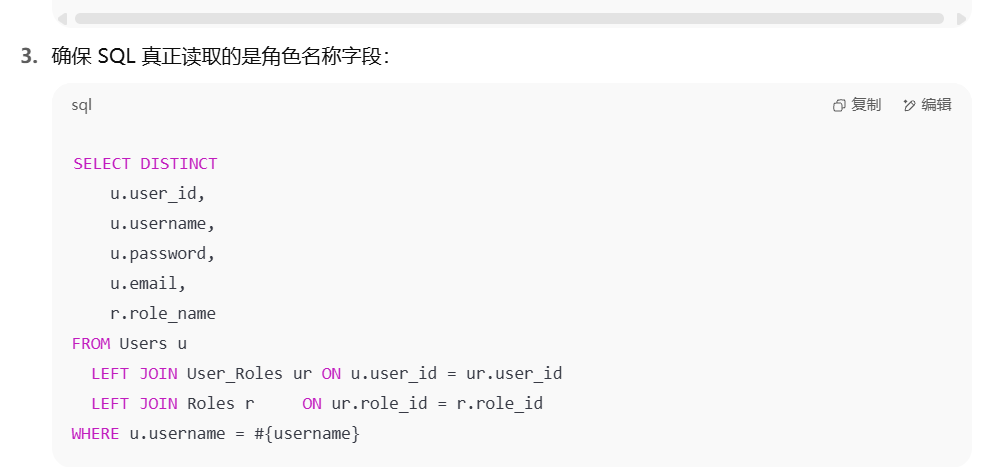 3. 确保 SQL 真正读取的是角色名称字段：
sql 复制 编辑
SELECT DISTINCT
u.user_id,
u.username,
u.password,
u.email,
r.role_name
FROM Users u
LEFT JOIN User_Roles ur ON u.user_id = ur.user_id
LEFT JOIN Roles r     ON ur.role_id = r.role_id
WHERE u.username = #{username}